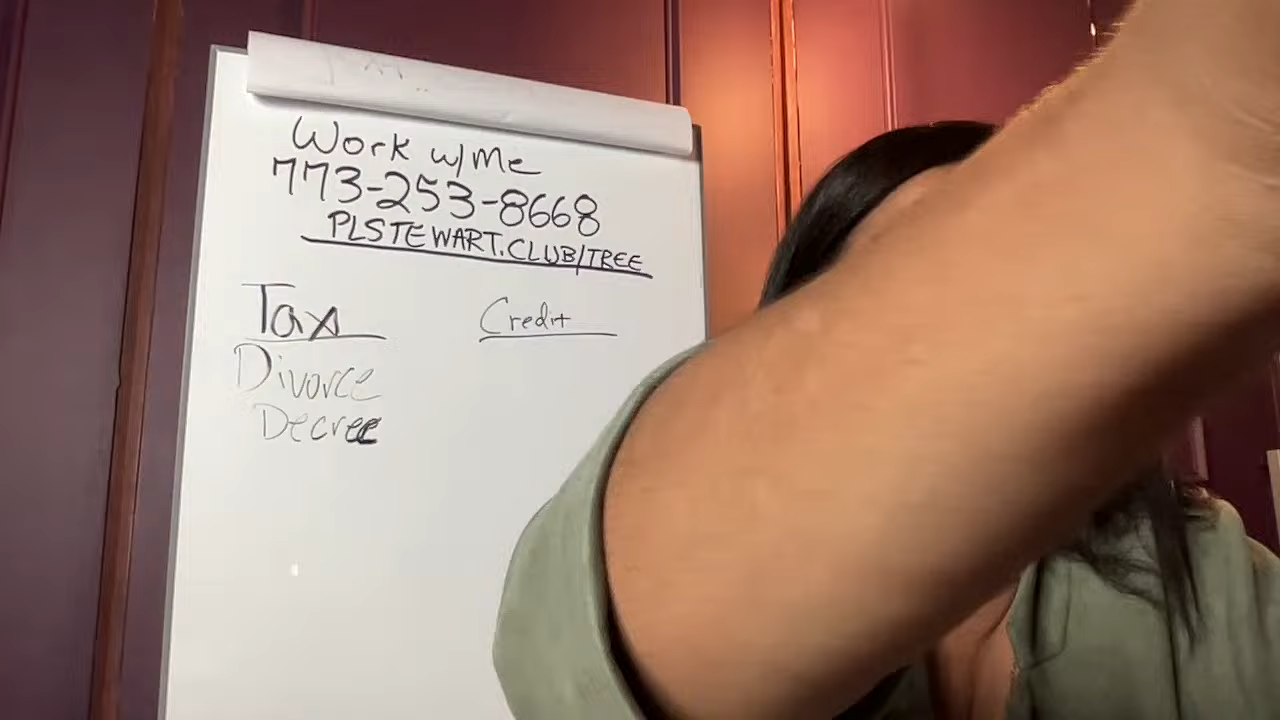 Work w/Me
773-253-8668
PLSTEWART.CLUB/TREE
Tax
Credit
Divorce
Decree